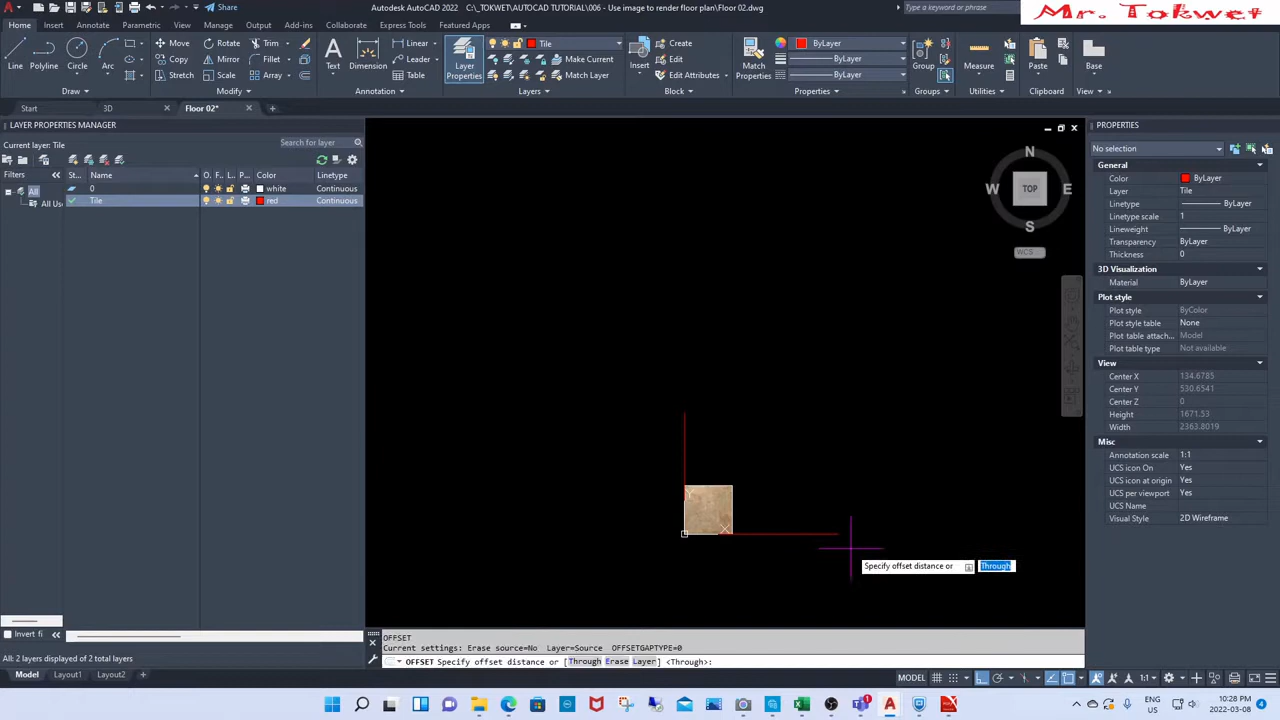 Share
Autodesk AutoCAD 2022 C:\_TOKWET\AUTOCAD TUTORIAL\006 - Use image to render floor plan\Floor 02.dwg
Type a keyword or phrase
Mr. Tokwet
Home Insert Annotate Parametric View Manage Output Add-ins Collaborate Express Tools Featured Apps
Line Polyline Circle Arc
Move Rotate Trim
Copy Mirror Fillet
Stretch Scale Array
Text Dimension
Linear
Leader
Table
Layer Properties
Tile
Make Current
Match Layer
Insert
Create
Edit
Edit Attributes
Match Properties
ByLayer
ByLayer
ByLayer
Group
Measure
Paste
Base
Draw Modify Annotation Layers Block Properties Groups Utilities Clipboard View
Start 3D Floor 02*
LAYER PROPERTIES MANAGER
Current layer: Tile
Search for layer
All
All Us
St... Name O. F. L.. P... Color Linetype
0 white Continuous
Tile red Continuous
Invert fi
All: 2 layers displayed of 2 total layers
N
W TOP E
S
WCS
Y
X
Specify offset distance or Through
OFFSET
Current settings: Erase source=No Layer=Source OFFSETGAPTYPE=0
OFFSET Specify offset distance or [Through Erase Layer] <Through>:
PROPERTIES
No selection
General
Color ByLayer
Layer Tile
Linetype ByLayer
Linetype scale 1
Lineweight ByLayer
Transparency ByLayer
Thickness 0
3D Visualization
Material ByLayer
Plot style
Plot style ByColor
Plot style table None
Plot table attach... Model
Plot table type Not available
View
Center X 134.6785
Center Y 530.6541
Center Z 0
Height 1671.53
Width 2363.8019
Misc
Annotation scale 1:1
UCS icon On Yes
UCS icon at origin Yes
UCS per viewport Yes
UCS Name
Visual Style 2D Wireframe
Model Layout1 Layout2
MODEL 1:1
ENG
US
10:28 PM
2022-03-08